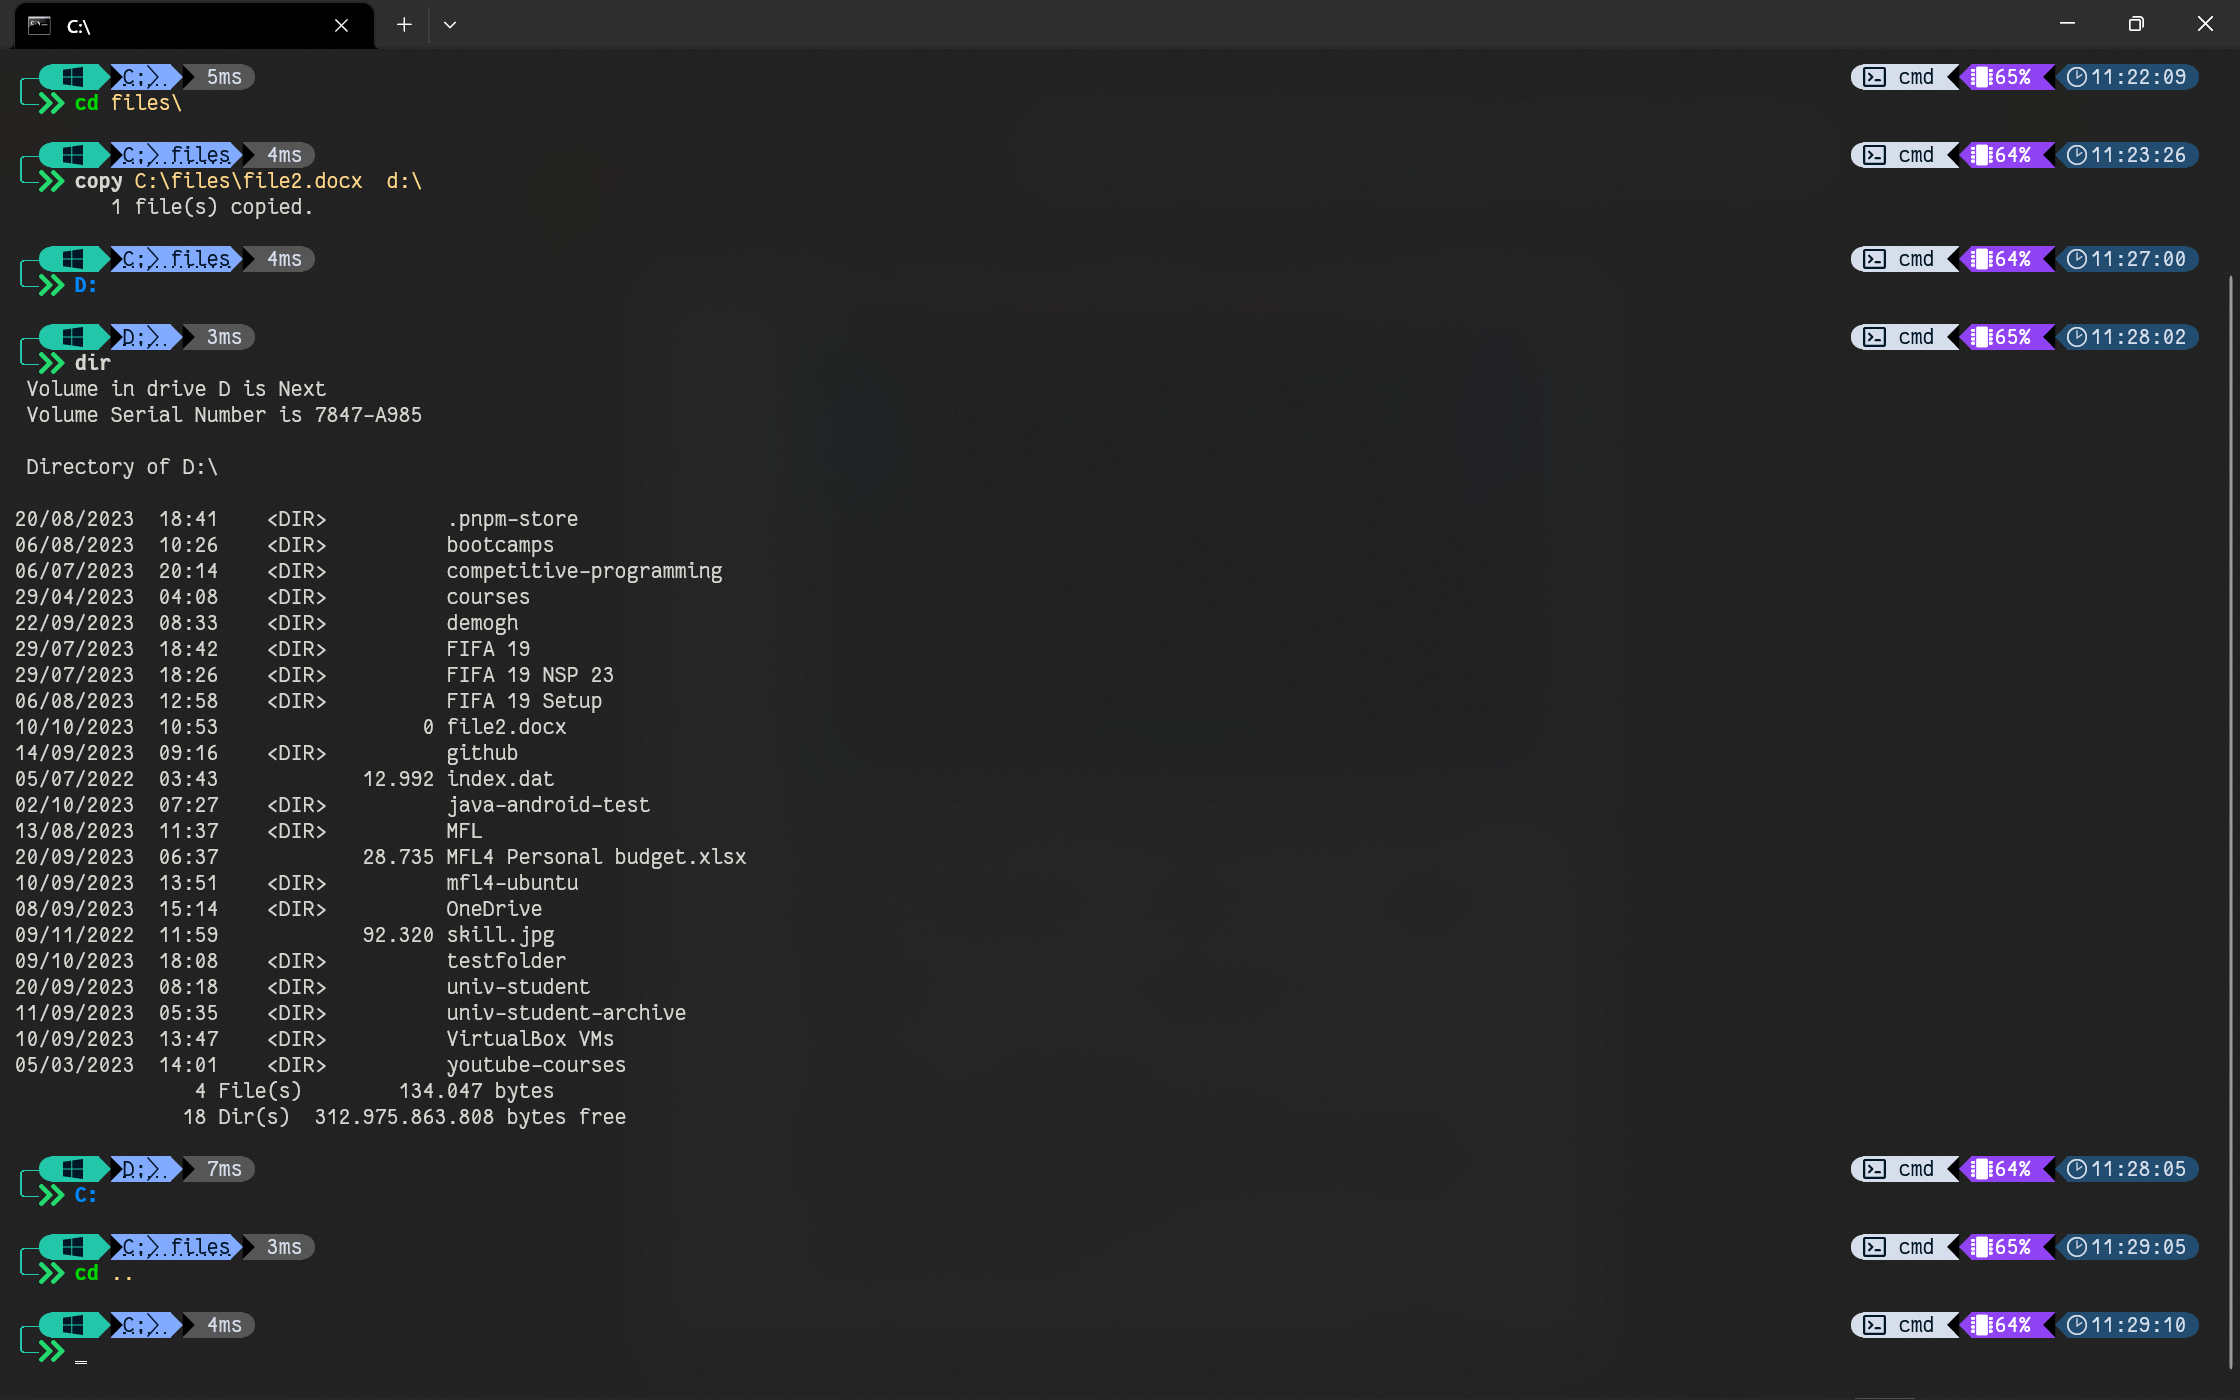 C:\
C: 5ms cmd 65% 11:22:09
cd files\
C: files 4ms cmd 64% 11:23:26
copy C:\files\file2.docx  d:\
1 file(s) copied.
C: files 4ms cmd 64% 11:27:00
D:
D: 3ms cmd 65% 11:28:02
dir
Volume in drive D is Next
Volume Serial Number is 7847-A985
Directory of D:\
20/08/2023  18:41    <DIR>          .pnpm-store
06/08/2023  10:26    <DIR>          bootcamps
06/07/2023  20:14    <DIR>          competitive-programming
29/04/2023  04:08    <DIR>          courses
22/09/2023  08:33    <DIR>          demogh
29/07/2023  18:42    <DIR>          FIFA 19
29/07/2023  18:26    <DIR>          FIFA 19 NSP 23
06/08/2023  12:58    <DIR>          FIFA 19 Setup
10/10/2023  10:53                 0 file2.docx
14/09/2023  09:16    <DIR>          github
05/07/2022  03:43            12.992 index.dat
02/10/2023  07:27    <DIR>          java-android-test
13/08/2023  11:37    <DIR>          MFL
20/09/2023  06:37            28.735 MFL4 Personal budget.xlsx
10/09/2023  13:51    <DIR>          mfl4-ubuntu
08/09/2023  15:14    <DIR>          OneDrive
09/11/2022  11:59            92.320 skill.jpg
09/10/2023  18:08    <DIR>          testfolder
20/09/2023  08:18    <DIR>          univ-student
11/09/2023  05:35    <DIR>          univ-student-archive
10/09/2023  13:47    <DIR>          VirtualBox VMs
05/03/2023  14:01    <DIR>          youtube-courses
4 File(s)        134.047 bytes
18 Dir(s)  312.975.863.808 bytes free
D: 7ms cmd 64% 11:28:05
C:
C: files 3ms cmd 65% 11:29:05
cd ..
C: 4ms cmd 64% 11:29:10